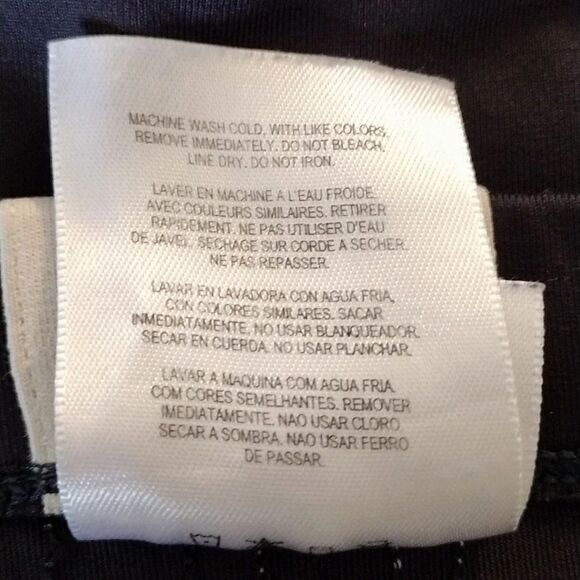 MACHINE WASH COLD, WITH LIKE COLORS,
REMOVE IMMEDIATELY. DO NOT BLEACH.
LINE DRY. DO NOT IRON.
LAVER EN MACHINE A L'EAU FROIDE.
AVEC COULEURS SIMILAIRES. RETIRER
RAPIDEMENT. NE PAS UTILISER D'EAU
DE JAVEL. SECHAGE SUR CORDE A SECHER.
NE PAS REPASSER.
LAVAR EN LAVADORA CON AGUA FRIA,
CON COLORES SIMILARES. SACAR
INMEDIATAMENTE. NO USAR BLANQUEADOR.
SECAR EN CUERDA. NO USAR PLANCHAR.
LAVAR A MAQUINA COM AGUA FRIA.
COM CORES SEMELHANTES. REMOVER
IMEDIATAMENTE. NAO USAR CLORO
SECAR A SOMBRA. NAO USAR FERRO
DE PASSAR.